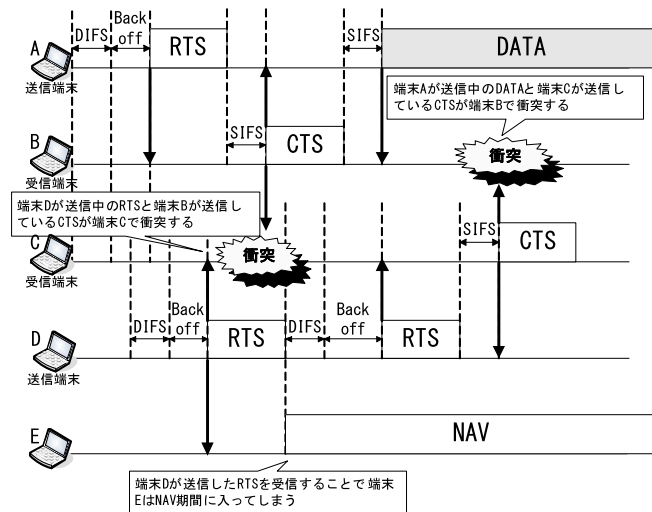 DIFS
Back
off
RTS
SIFS
DATA
A
送信端末
端末Aが送信中のDATAと端末Cが送信し
ているCTSが端末Bで衝突する
B
SIFS
CTS
衝突
受信端末
端末Dが送信中のRTSと端末Bが送信し
ているCTSが端末Cで衝突する
C
衝突
SIFS
CTS
受信端末
D
DIFS
Back
off
RTS
DIFS
Back
off
RTS
送信端末
E
NAV
端末Dが送信したRTSを受信することで端末
EはNAV期間に入ってしまう